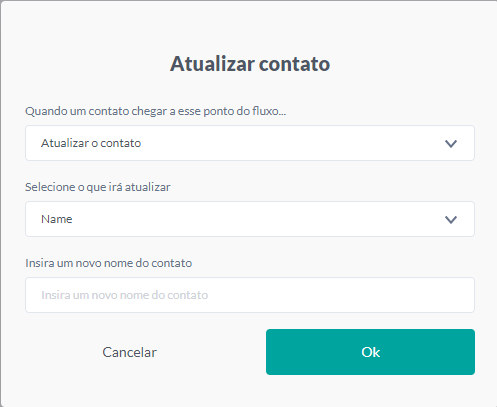 Atualizar contato
Quando um contato chegar a esse ponto do fluxo...
Atualizar o contato
Selecione o que irá atualizar
Name
Insira um novo nome do contato
Insira um novo nome do contato
Cancelar
Ok